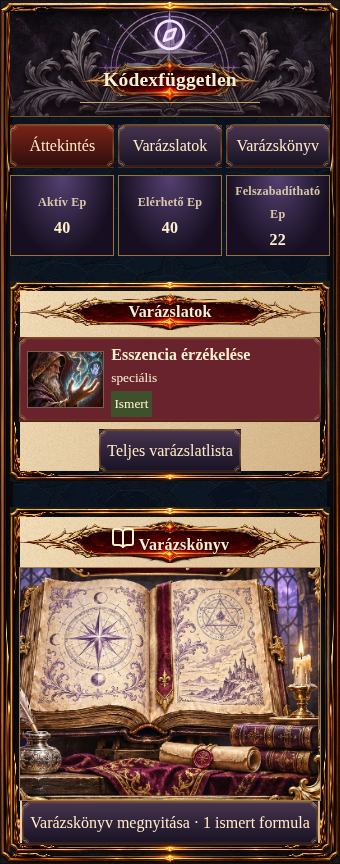 Kódexfüggetlen
Áttekintés
Varázslatok
Varázskönyv
Aktív Ep
40
Elérhető Ep
40
Felszabadítható
Ep
22
Varázslatok
Esszencia érzékelése
speciális
Ismert
Teljes varázslatlista
Varázskönyv
Varázskönyv megnyitása · 1 ismert formula